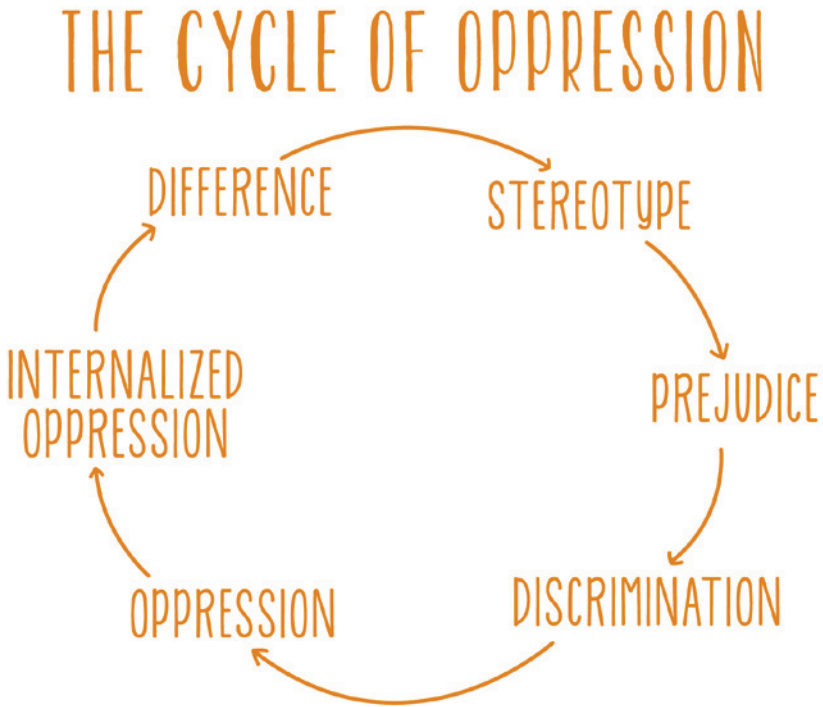 THE CYCLE OF OPPRESSION
DIFFERENCE
STEREOTYPE
PREJUDICE
DISCRIMINATION
OPPRESSION
INTERNALIZED
OPPRESSION